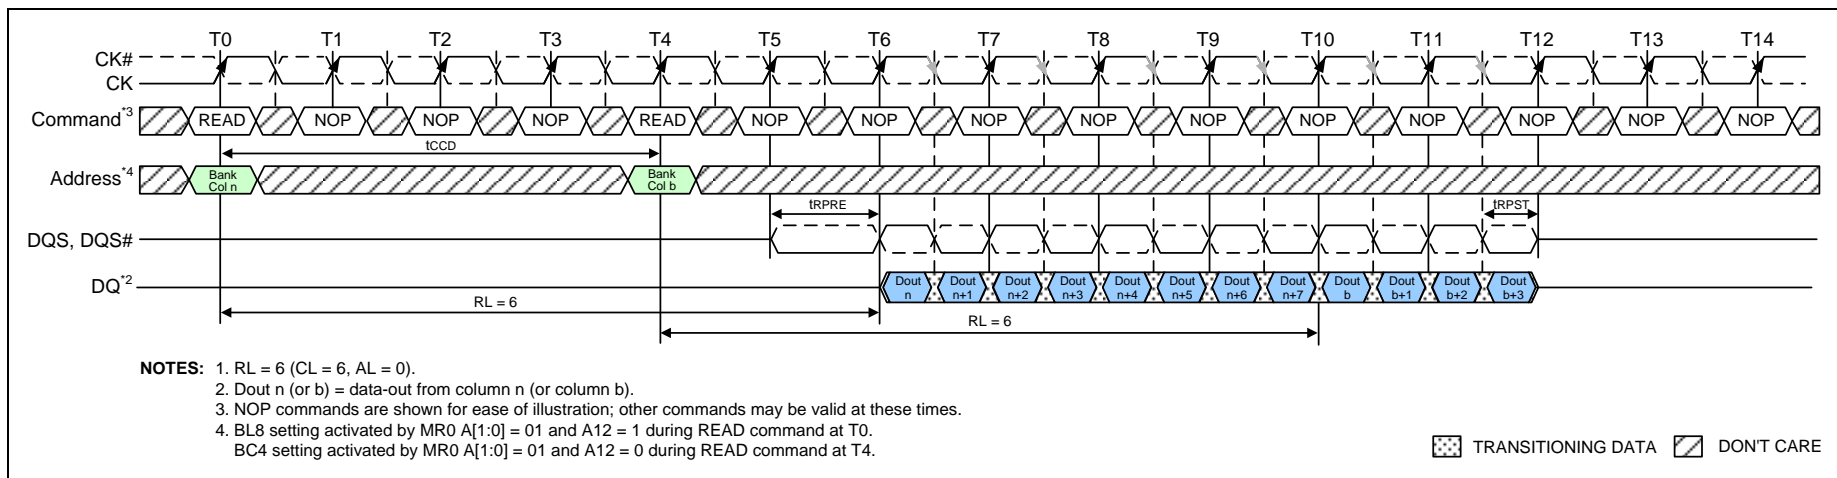 T0 T1 T2 T3 T4 T5 T6 T7 T8 T9 T10 T11 T12 T13 T14
CK#
CK
Command*3 READ NOP NOP NOP READ NOP NOP NOP NOP NOP NOP NOP NOP NOP NOP
tCCD
Address*4 Bank Col n Bank Col b
tRPRE tRPST
DQS, DQS#
DQ*2 Dout n Dout n+1 Dout n+2 Dout n+3 Dout n+4 Dout n+5 Dout n+6 Dout n+7 Dout b Dout b+1 Dout b+2 Dout b+3
RL = 6
RL = 6
NOTES: 1. RL = 6 (CL = 6, AL = 0).
2. Dout n (or b) = data-out from column n (or column b).
3. NOP commands are shown for ease of illustration; other commands may be valid at these times.
4. BL8 setting activated by MR0 A[1:0] = 01 and A12 = 1 during READ command at T0.
BC4 setting activated by MR0 A[1:0] = 01 and A12 = 0 during READ command at T4.
TRANSITIONING DATA DON'T CARE